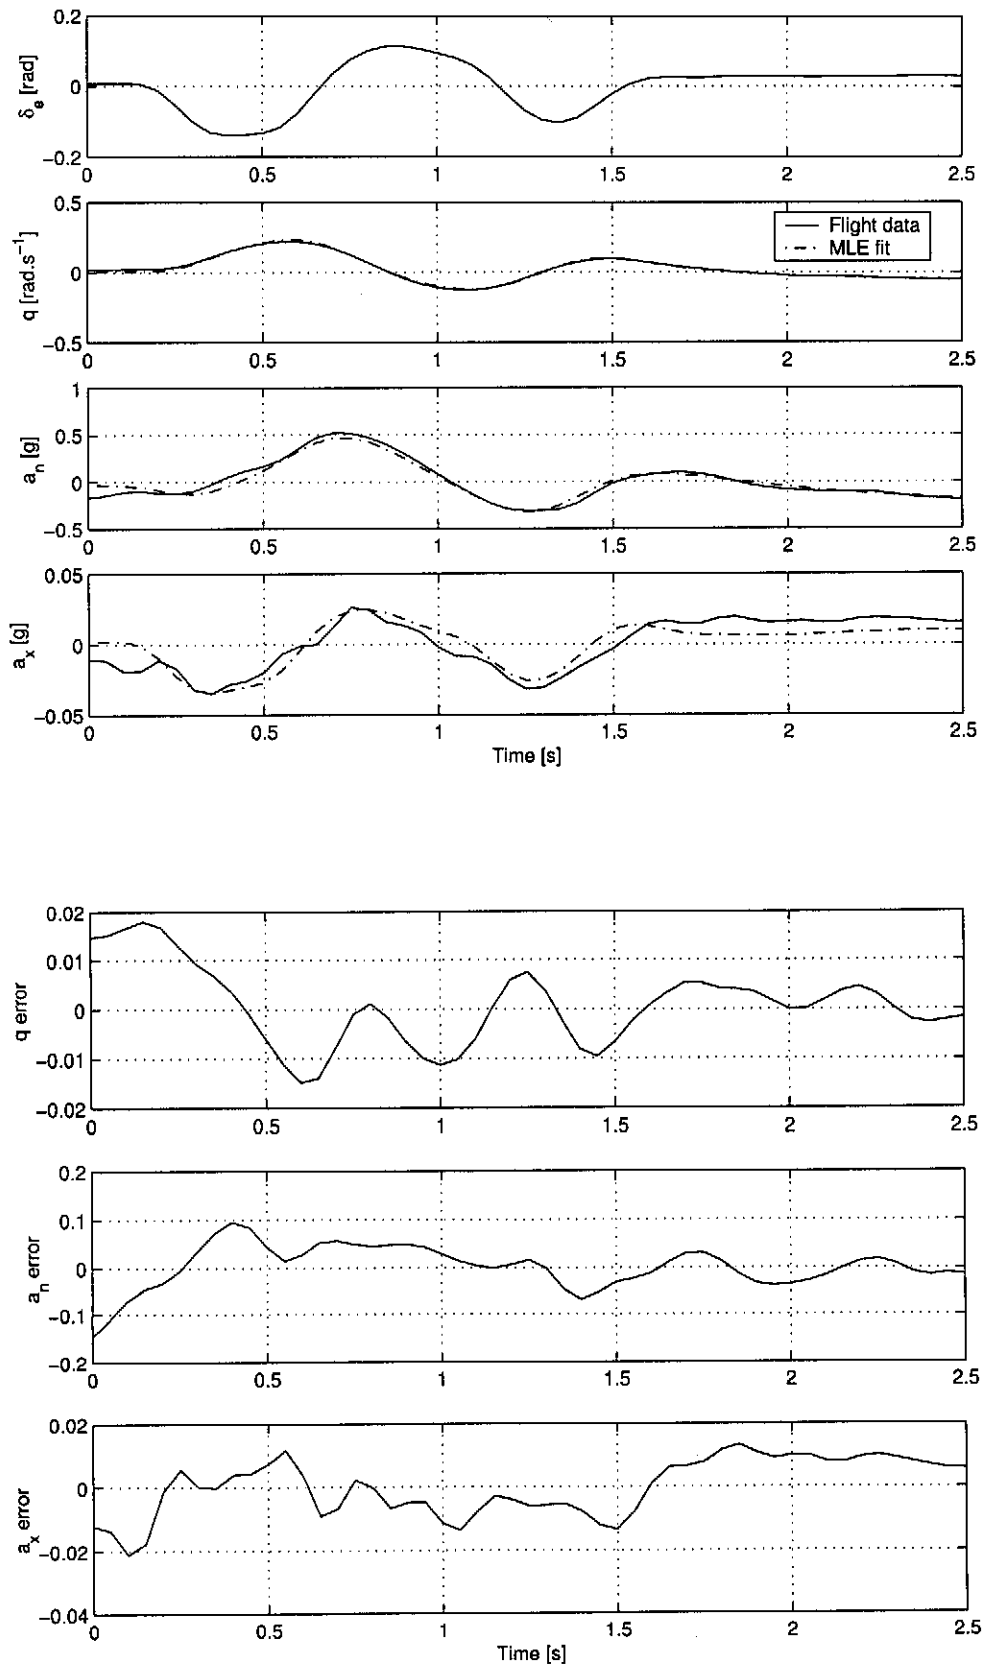 0.2
0
−0.2
δe [rad]
0 0.5 1 1.5 2 2.5
0.5
0
−0.5
q [rad.s−1]
Flight data
MLE fit
0 0.5 1 1.5 2 2.5
1
0.5
0
−0.5
an [g]
0 0.5 1 1.5 2 2.5
0.05
0
−0.05
ax [g]
0 0.5 1 1.5 2 2.5
Time [s]
0.02
0.01
0
−0.01
−0.02
q error
0 0.5 1 1.5 2 2.5
0.2
0.1
0
−0.1
−0.2
an error
0 0.5 1 1.5 2 2.5
0.02
0
−0.02
−0.04
ax error
0 0.5 1 1.5 2 2.5
Time [s]